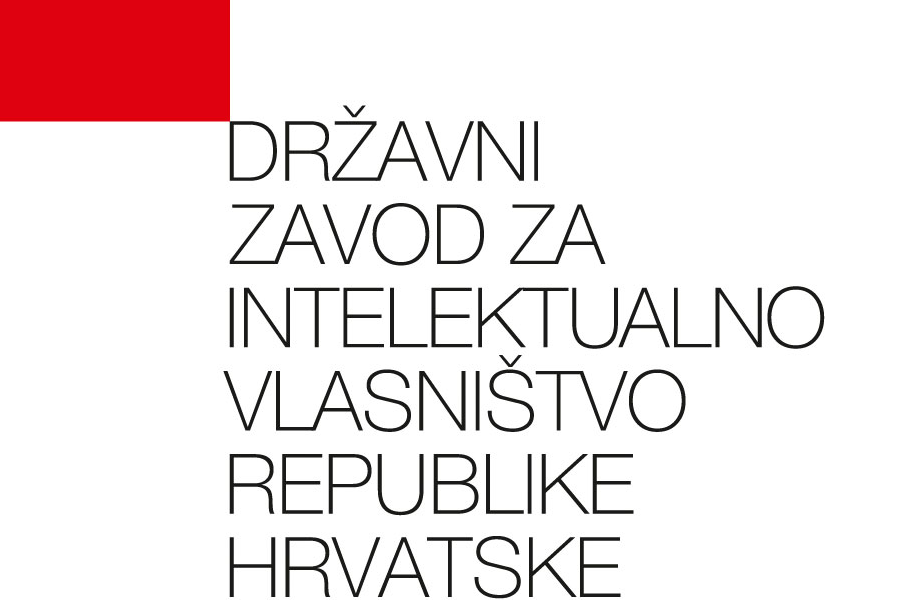 DRŽAVNI
ZAVOD ZA
INTELEKTUALNO
VLASNIŠTVO
REPUBLIKE
HRVATSKE